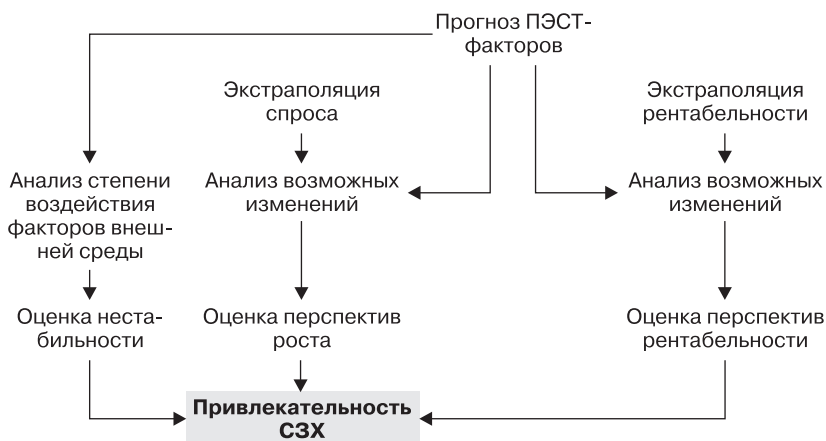 Прогноз ПЭСТ-
факторов
Экстраполяция
спроса
Экстраполяция
рентабельности
Анализ степени
воздействия
факторов внеш-
ней среды
Анализ возможных
изменений
Анализ возможных
изменений
Оценка неста-
бильности
Оценка перспектив
роста
Оценка перспектив
рентабельности
Привлекательность
СЗХ